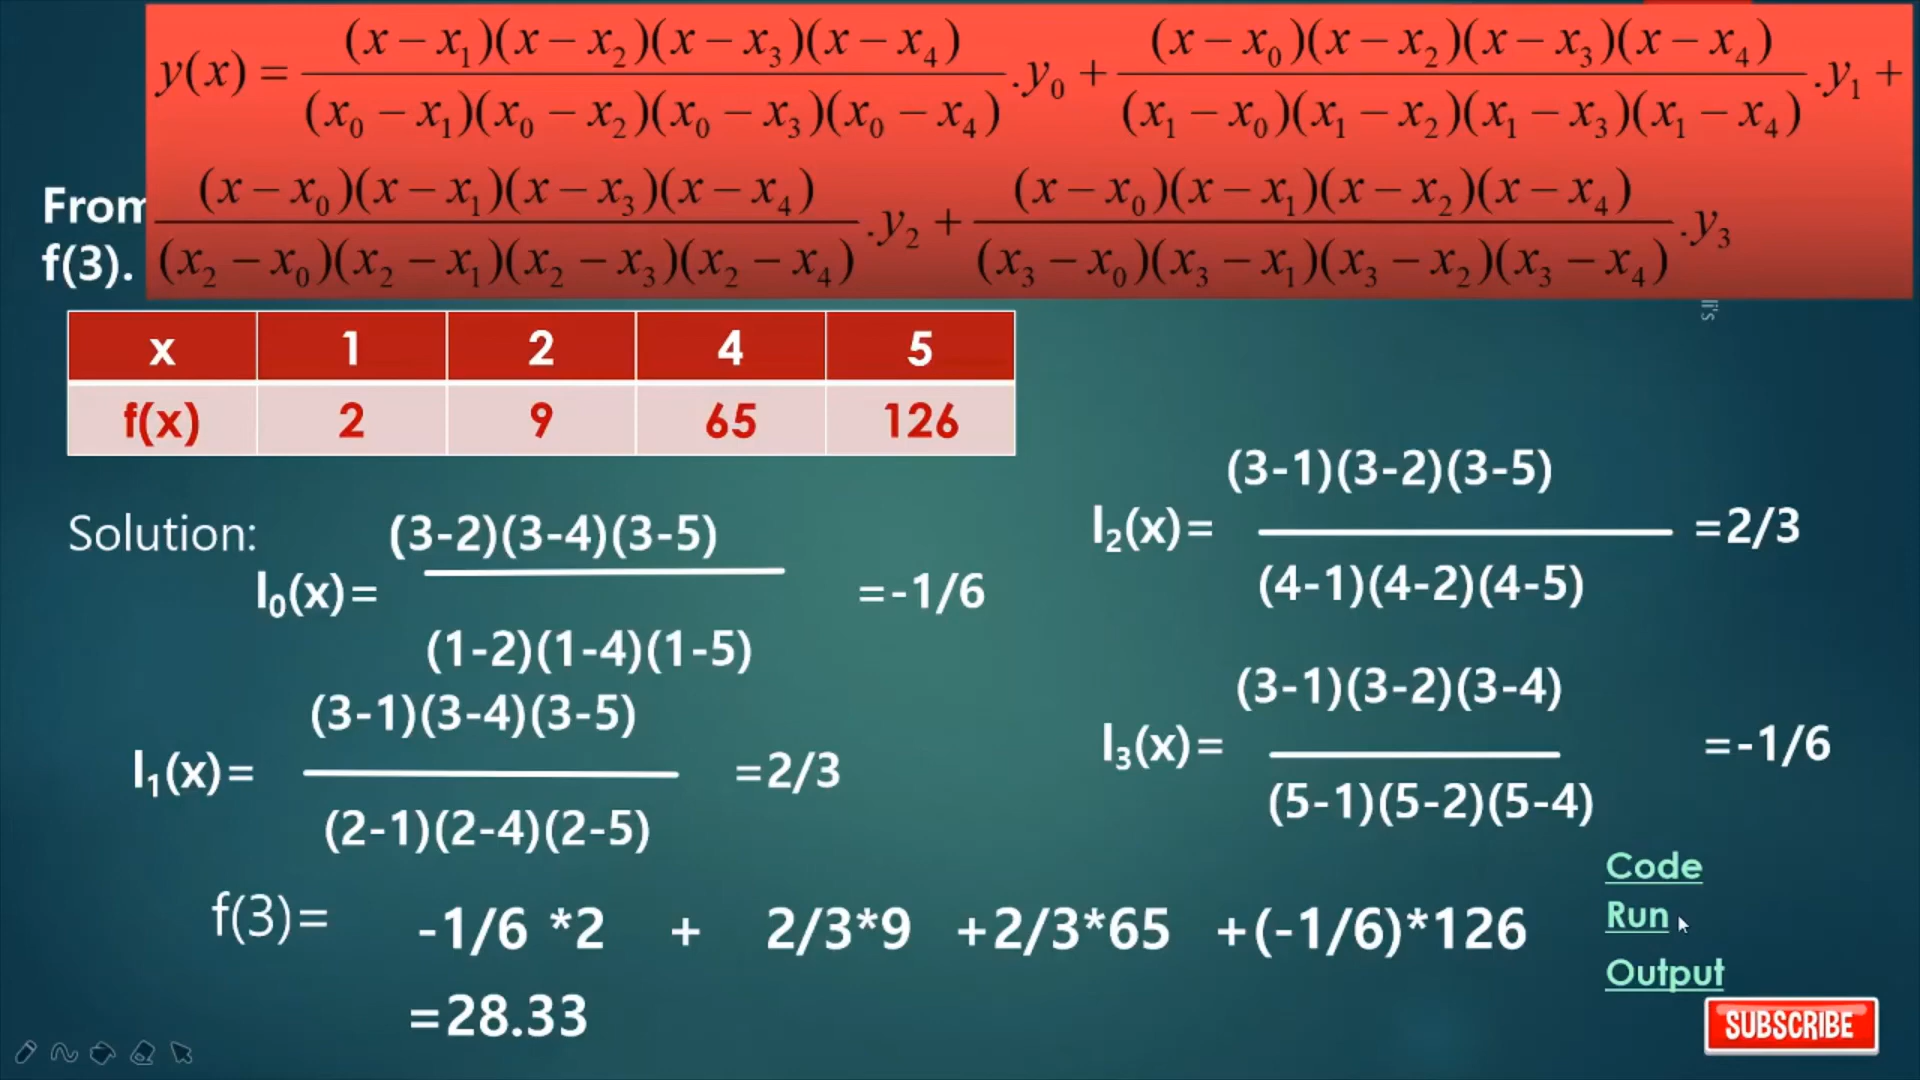 y(x) = (x − x₁)(x − x₂)(x − x₃)(x − x₄) / (x₀ − x₁)(x₀ − x₂)(x₀ − x₃)(x₀ − x₄) .y₀ + (x − x₀)(x − x₂)(x − x₃)(x − x₄) / (x₁ − x₀)(x₁ − x₂)(x₁ − x₃)(x₁ − x₄) .y₁ +
(x − x₀)(x − x₁)(x − x₃)(x − x₄) / (x₂ − x₀)(x₂ − x₁)(x₂ − x₃)(x₂ − x₄) .y₂ + (x − x₀)(x − x₁)(x − x₂)(x − x₄) / (x₃ − x₀)(x₃ − x₁)(x₃ − x₂)(x₃ − x₄) .y₃
From
f(3).
x 1 2 4 5
f(x) 2 9 65 126
Solution:
l₀(x)= (3-2)(3-4)(3-5) / (1-2)(1-4)(1-5) =-1/6
l₁(x)= (3-1)(3-4)(3-5) / (2-1)(2-4)(2-5) =2/3
l₂(x)= (3-1)(3-2)(3-5) / (4-1)(4-2)(4-5) =2/3
l₃(x)= (3-1)(3-2)(3-4) / (5-1)(5-2)(5-4) =-1/6
f(3)= -1/6 *2 + 2/3*9 +2/3*65 +(-1/6)*126
=28.33
Code
Run
Output
SUBSCRIBE